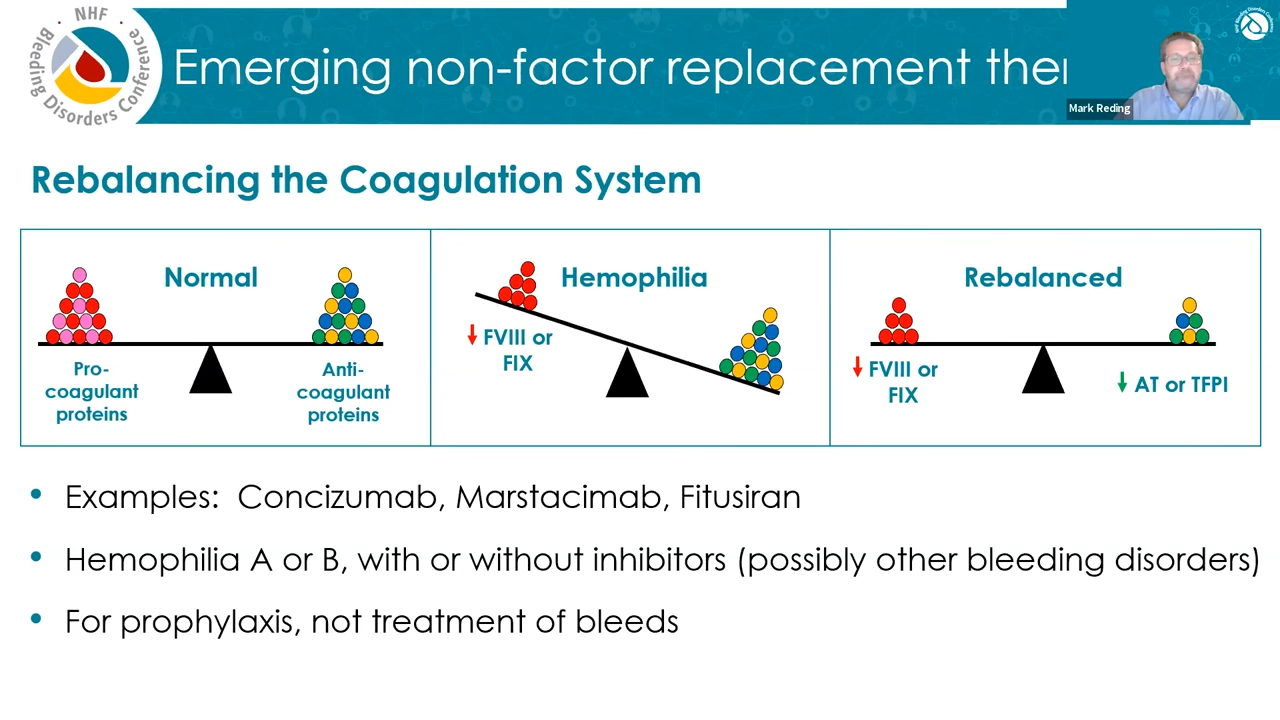 NHF
Bleeding Disorders Conference
Emerging non-factor replacement ther
Mark Reding
Rebalancing the Coagulation System
Normal
Pro-
coagulant
proteins
Anti-
coagulant
proteins
Hemophilia
FVIII or
FIX
Rebalanced
FVIII or
FIX
AT or TFPI
• Examples: Concizumab, Marstacimab, Fitusiran
• Hemophilia A or B, with or without inhibitors (possibly other bleeding disorders)
• For prophylaxis, not treatment of bleeds